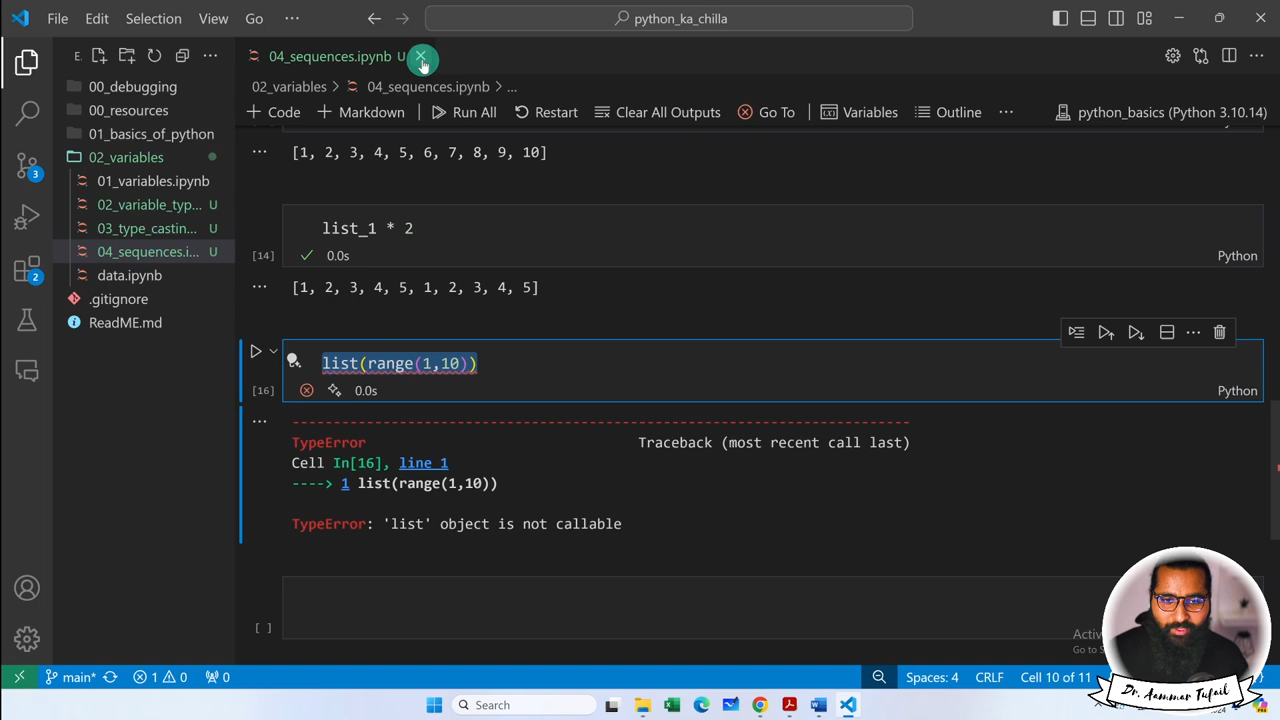 File Edit Selection View Go ... python_ka_chilla
E. ... 04_sequences.ipynb U
00_debugging
00_resources
01_basics_of_python
02_variables
01_variables.ipynb
02_variable_typ... U
03_type_castin... U
04_sequences.i... U
data.ipynb
.gitignore
ReadME.md
02_variables > 04_sequences.ipynb > ...
+ Code + Markdown Run All Restart Clear All Outputs Go To Variables Outline ... python_basics (Python 3.10.14)
... [1, 2, 3, 4, 5, 6, 7, 8, 9, 10]
list_1 * 2
[14] 0.0s Python
... [1, 2, 3, 4, 5, 1, 2, 3, 4, 5]
list(range(1,10))
[16] 0.0s Python
... ---------------------------------------------------------------------------
TypeError Traceback (most recent call last)
Cell In[16], line 1
----> 1 list(range(1,10))
TypeError: 'list' object is not callable
[ ]
3
2
Go to S
Dr. Aammar Tufail
main* 1 0 0 Spaces: 4 CRLF Cell 10 of 11
Search